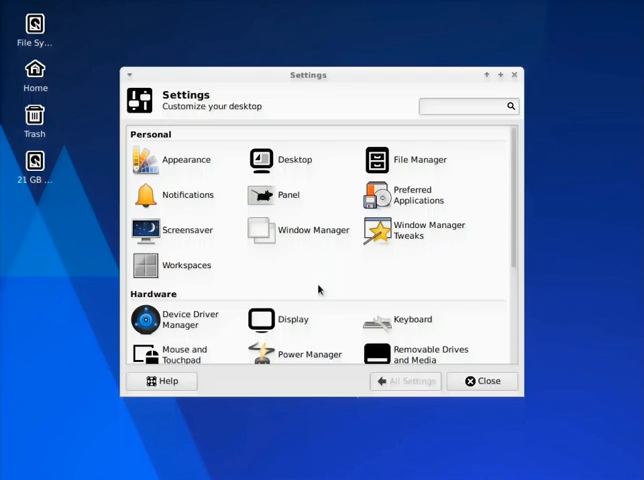 File Sy...
Home
Trash
21 GB ...
Settings
Settings
Customize your desktop
Personal
Appearance
Desktop
File Manager
Notifications
Panel
Preferred
Applications
Screensaver
Window Manager
Window Manager
Tweaks
Workspaces
Hardware
Device Driver
Manager
Display
Keyboard
Mouse and
Touchpad
Power Manager
Removable Drives
and Media
Help
All Settings
Close